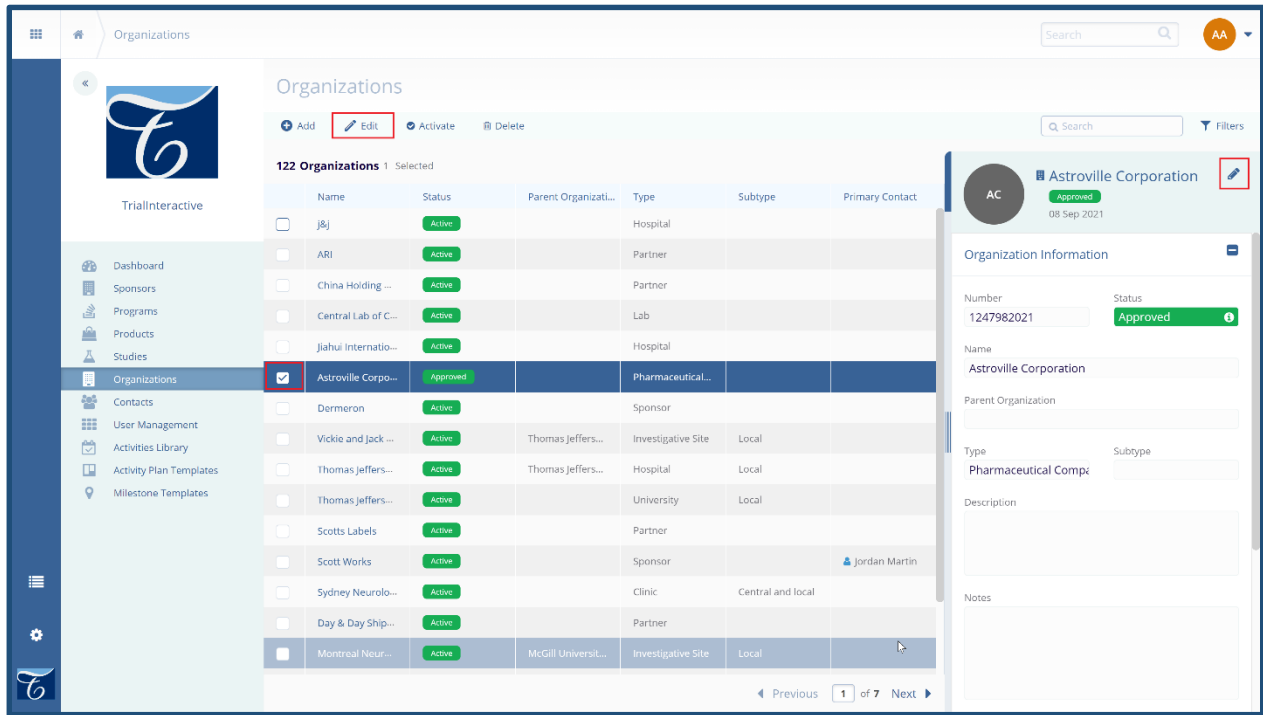 Organizations
Search
AA
TrialInteractive
Dashboard
Sponsors
Programs
Products
Studies
Organizations
Contacts
User Management
Activities Library
Activity Plan Templates
Milestone Templates
Organizations
Add Edit Activate Delete
Search
Filters
122 Organizations 1 Selected
Name Status Parent Organizati... Type Subtype Primary Contact
j&j Active Hospital
ARI Active Partner
China Holding ... Active Partner
Central Lab of C... Active Lab
Jiahui Internatio... Active Hospital
Astroville Corpo... Approved Pharmaceutical...
Dermeron Active Sponsor
Vickie and Jack ... Active Thomas Jeffers... Investigative Site Local
Thomas Jeffers... Active Thomas Jeffers... Hospital Local
Thomas Jeffers... Active University Local
Scotts Labels Active Partner
Scott Works Active Sponsor Jordan Martin
Sydney Neurolo... Active Clinic Central and local
Day & Day Ship... Active Partner
Montreal Neur... Active McGill Universit... Investigative Site Local
Previous 1 of 7 Next
AC
Astroville Corporation
Approved
08 Sep 2021
Organization Information
Number Status
1247982021 Approved
Name
Astroville Corporation
Parent Organization
Type Subtype
Pharmaceutical Compa
Description
Notes